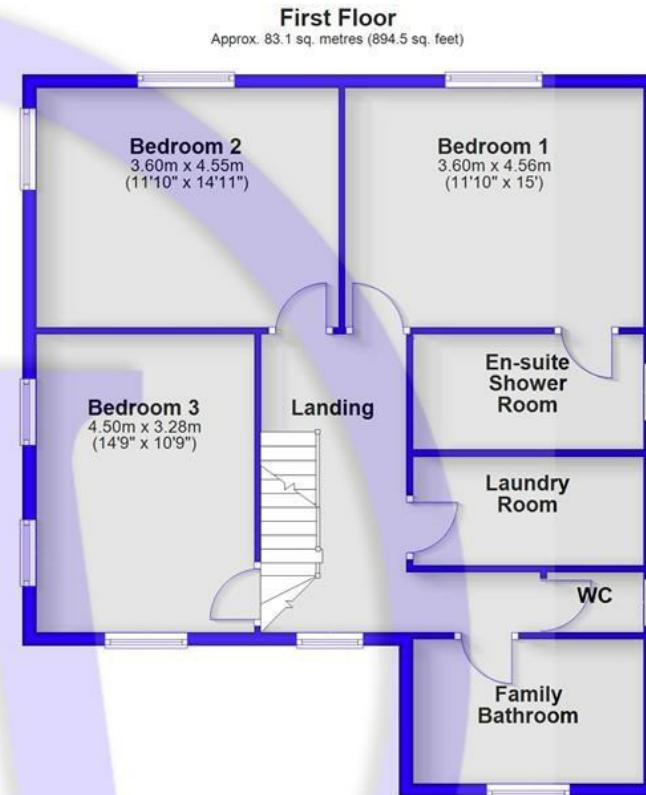 First Floor
Approx. 83.1 sq. metres (894.5 sq. feet)
Bedroom 2
3.60m x 4.55m
(11'10" x 14'11")
Bedroom 1
3.60m x 4.56m
(11'10" x 15')
Bedroom 3
4.50m x 3.28m
(14'9" x 10'9")
Landing
En-suite
Shower
Room
Laundry
Room
WC
Family
Bathroom